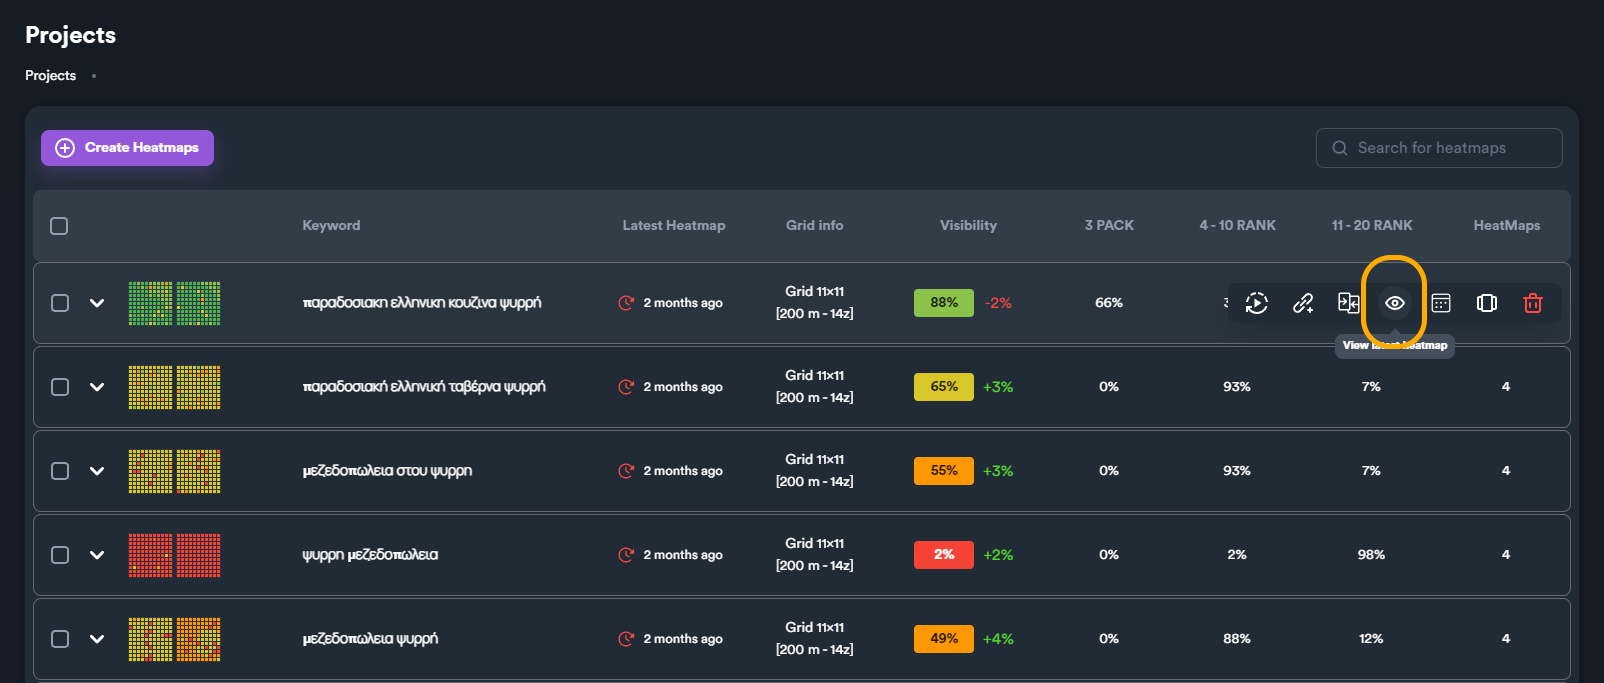 Projects
Projects
Create Heatmaps
Search for heatmaps
Keyword Latest Heatmap Grid info Visibility 3 PACK 4 - 10 RANK 11 - 20 RANK HeatMaps
παραδοσιακη ελληνικη κουζινα ψυρρή 2 months ago Grid 11x11 [200 m - 14z] 88% -2% 66%
View latest heatmap
παραδοσιακή ελληνική ταβέρνα ψυρρή 2 months ago Grid 11x11 [200 m - 14z] 65% +3% 0% 93% 7% 4
μεζεδοπωλεια στου ψυρρη 2 months ago Grid 11x11 [200 m - 14z] 55% +3% 0% 93% 7% 4
ψυρρη μεζεδοπωλεια 2 months ago Grid 11x11 [200 m - 14z] 2% +2% 0% 2% 98% 4
μεζεδοπωλεια ψυρρή 2 months ago Grid 11x11 [200 m - 14z] 49% +4% 0% 88% 12% 4